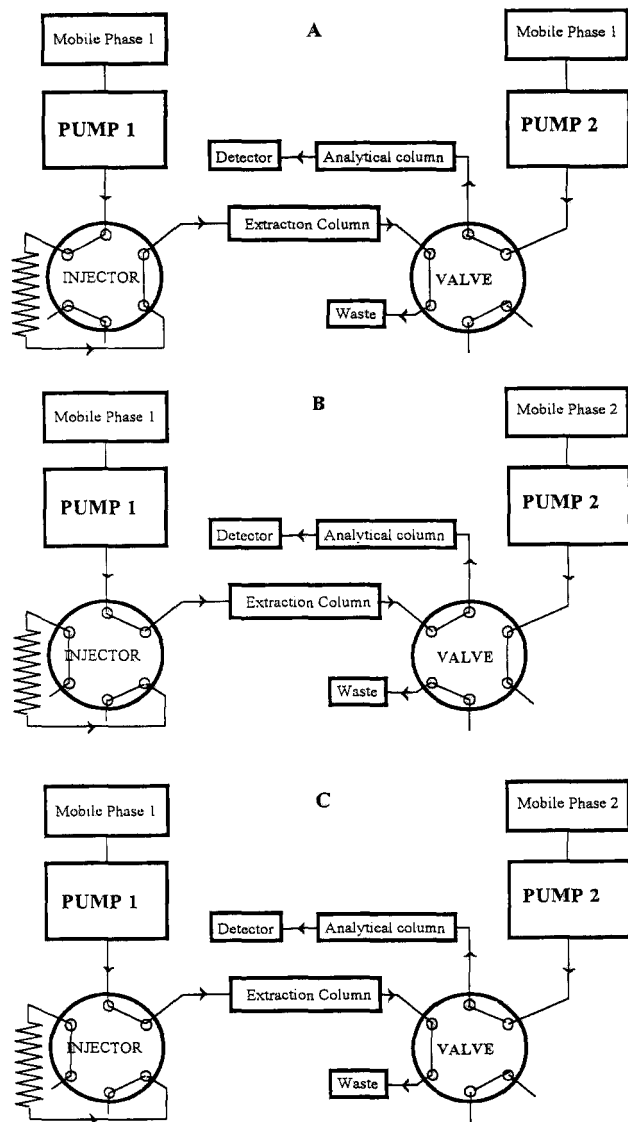 A
Mobile Phase 1
Mobile Phase 1
PUMP 1
PUMP 2
Detector
Analytical column
Extraction Column
INJECTOR
VALVE
Waste
B
Mobile Phase 1
Mobile Phase 2
PUMP 1
PUMP 2
Detector
Analytical column
Extraction Column
INJECTOR
VALVE
Waste
C
Mobile Phase 1
Mobile Phase 2
PUMP 1
PUMP 2
Detector
Analytical column
Extraction Column
INJECTOR
VALVE
Waste